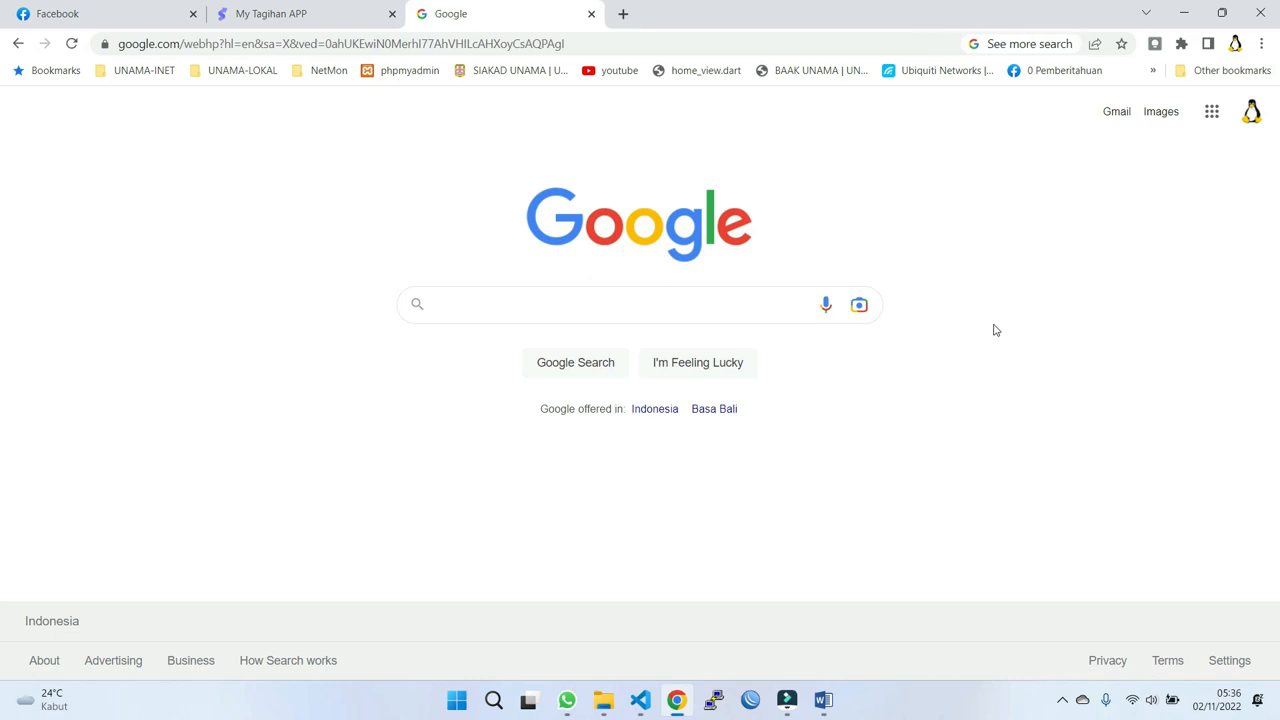 Facebook
My Tagihan APP
Google
google.com/webhp?hl=en&sa=X&ved=0ahUKEwiN0MerhI77AhVHILcAHXoyCsAQPAgI
See more search
Bookmarks
UNAMA-INET
UNAMA-LOKAL
NetMon
phpmyadmin
SIAKAD UNAMA | U...
youtube
home_view.dart
BAAK UNAMA | UN...
Ubiquiti Networks |...
0 Pemberitahuan
»
Other bookmarks
Gmail
Images
Google
Google Search
I'm Feeling Lucky
Google offered in: Indonesia Basa Bali
Indonesia
About
Advertising
Business
How Search works
Privacy
Terms
Settings
24°C
Kabut
05:36
02/11/2022